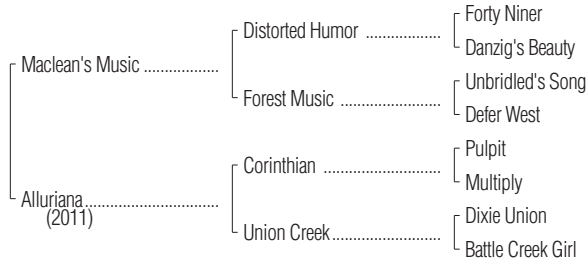 Forty Niner
Distorted Humor ..................
Danzig's Beauty
Maclean's Music ..................
Unbridled's Song
Forest Music ........................
Defer West
Pulpit
Corinthian ............................
Multiply
Alluriana................................
(2011)
Dixie Union
Union Creek..........................
Battle Creek Girl